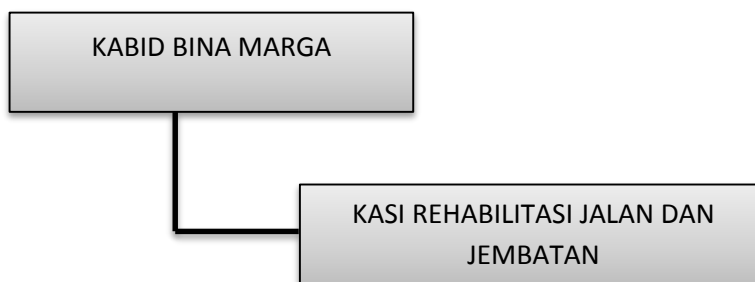 KABID BINA MARGA
KASI REHABILITASI JALAN DAN
JEMBATAN